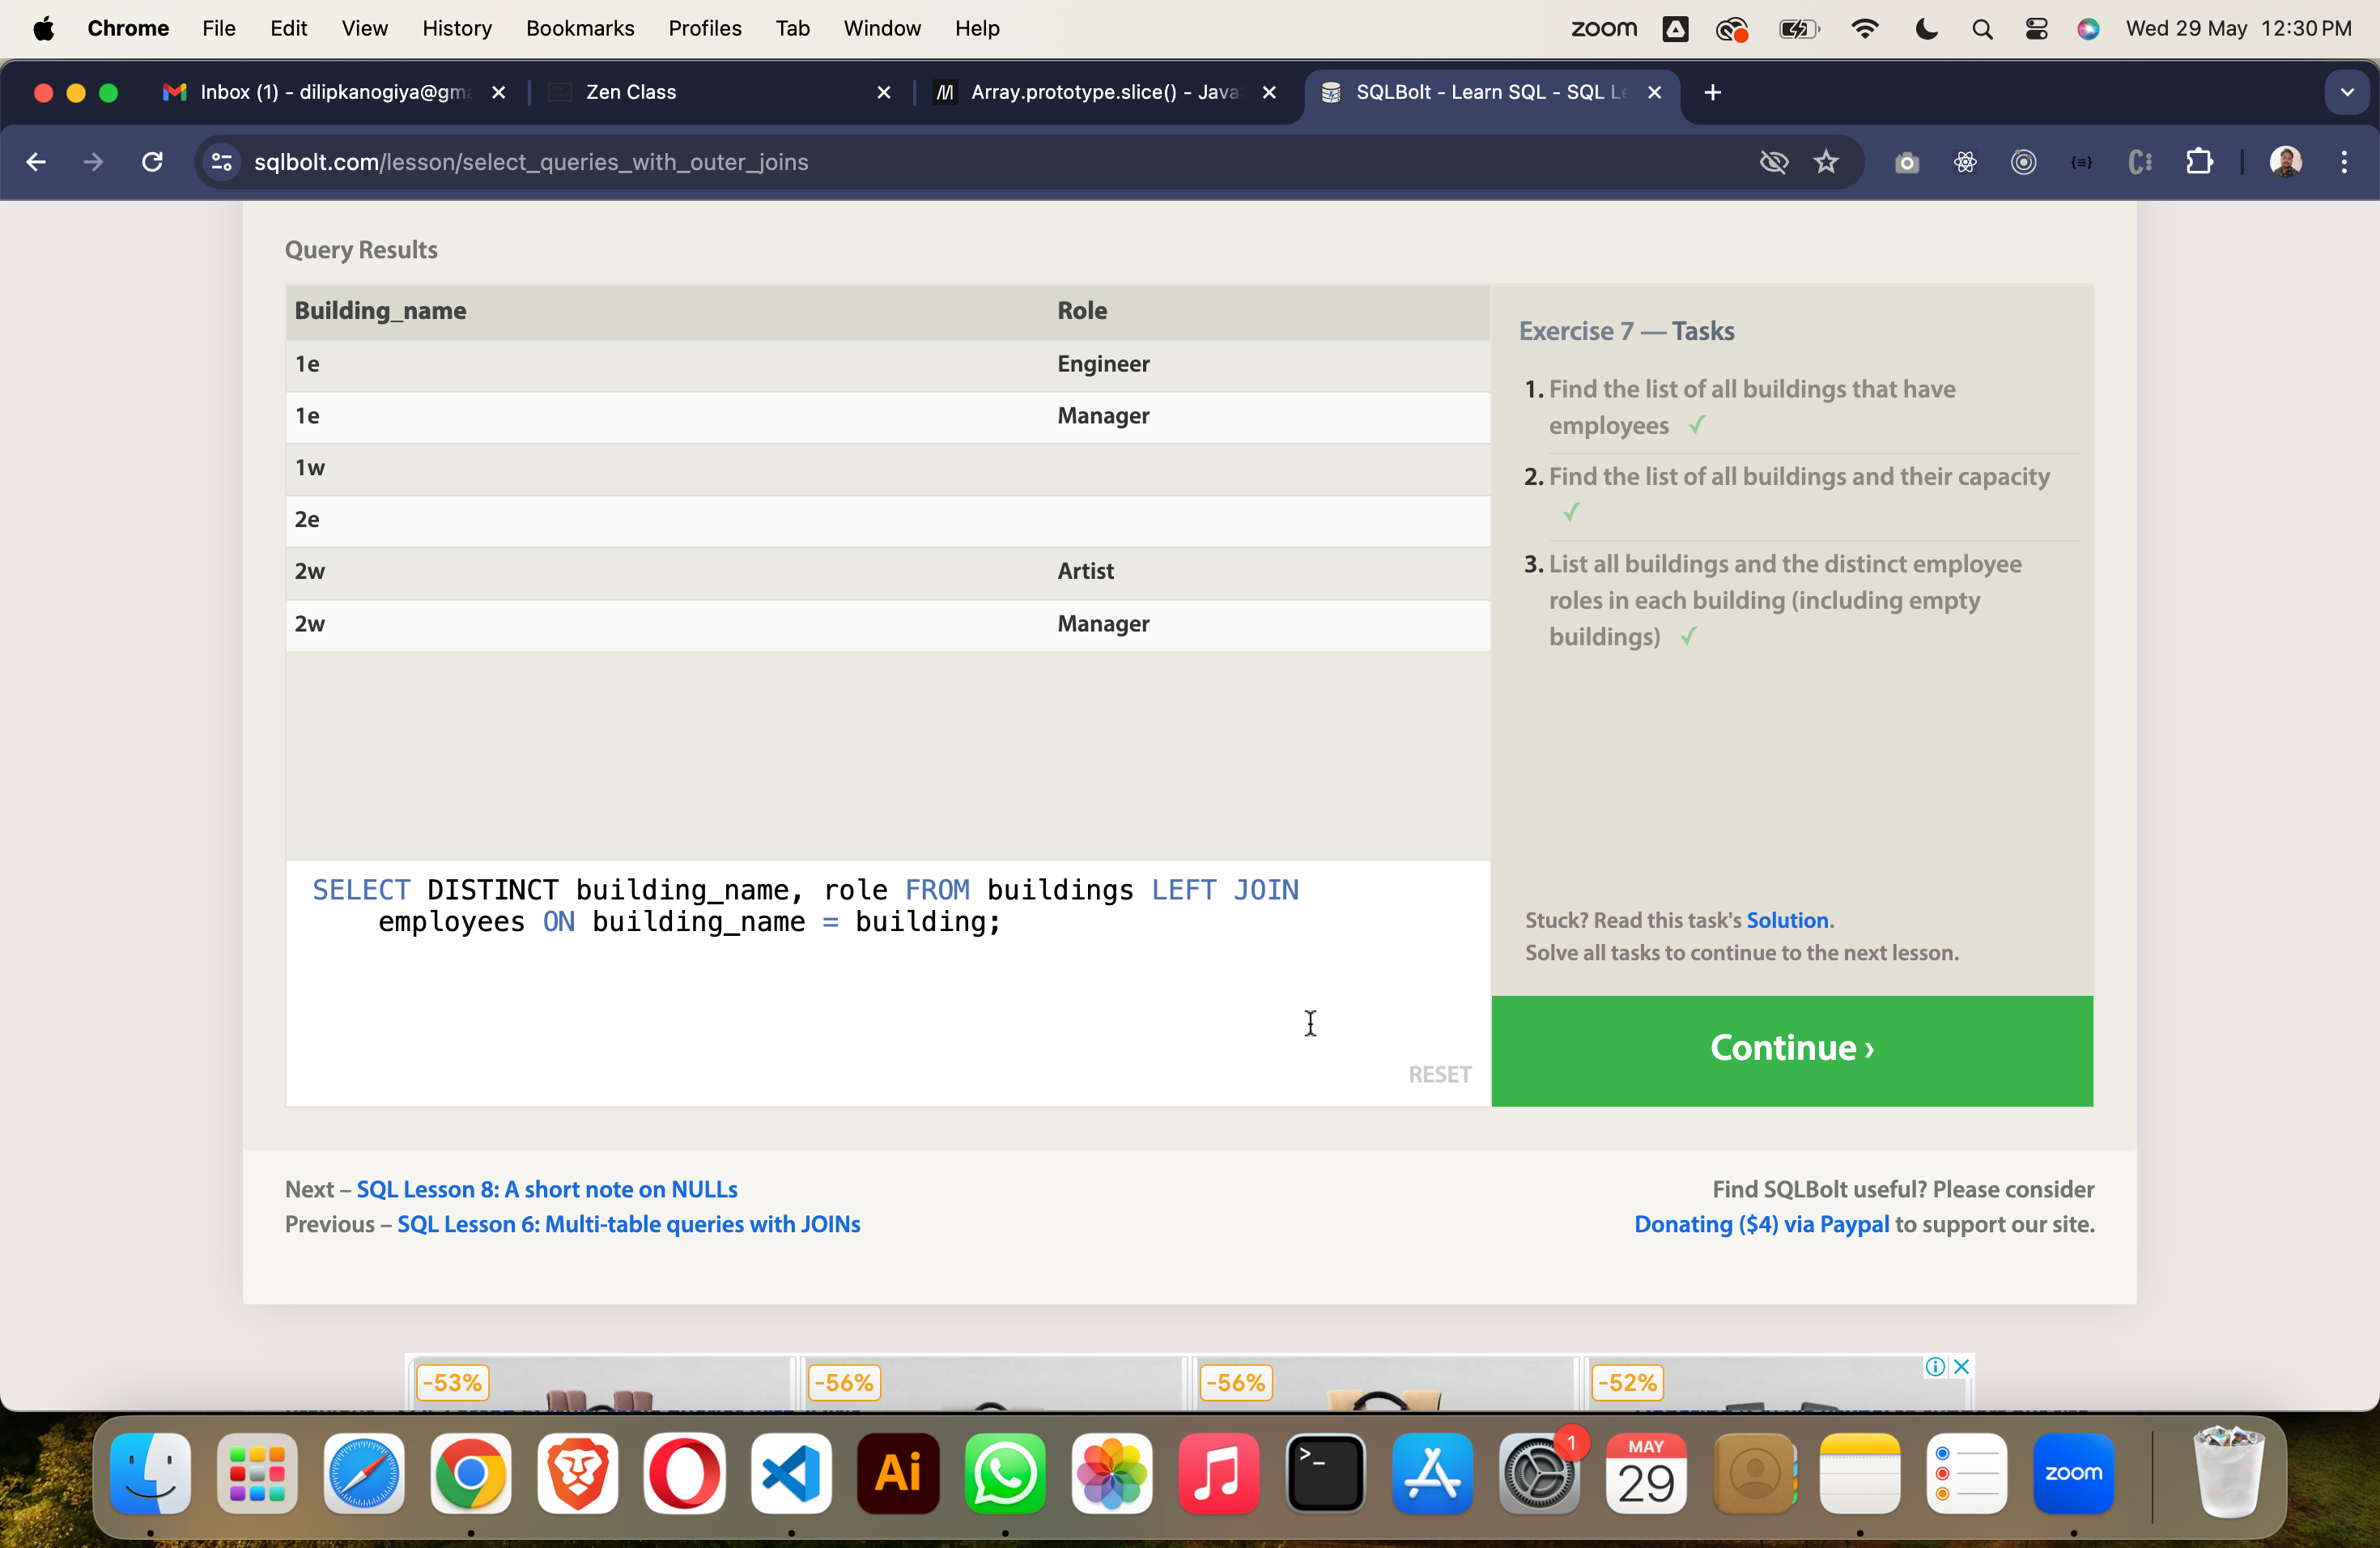 Chrome File Edit View History Bookmarks Profiles Tab Window Help zoom Wed 29 May 12:30 PM
Inbox (1) - dilipkanogiya@gma Zen Class Array.prototype.slice() - Java SQLBolt - Learn SQL - SQL Le
sqlbolt.com/lesson/select_queries_with_outer_joins
Query Results
Building_name Role
1e Engineer
1e Manager
1w
2e
2w Artist
2w Manager
Exercise 7 — Tasks
1. Find the list of all buildings that have
employees ✓
2. Find the list of all buildings and their capacity
✓
3. List all buildings and the distinct employee
roles in each building (including empty
buildings) ✓
SELECT DISTINCT building_name, role FROM buildings LEFT JOIN
employees ON building_name = building;
RESET
Stuck? Read this task's Solution.
Solve all tasks to continue to the next lesson.
Continue ›
Next – SQL Lesson 8: A short note on NULLs
Previous – SQL Lesson 6: Multi-table queries with JOINs
Find SQLBolt useful? Please consider
Donating ($4) via Paypal to support our site.
-53% -56% -56% -52%
Ai
1
MAY
29
zoom